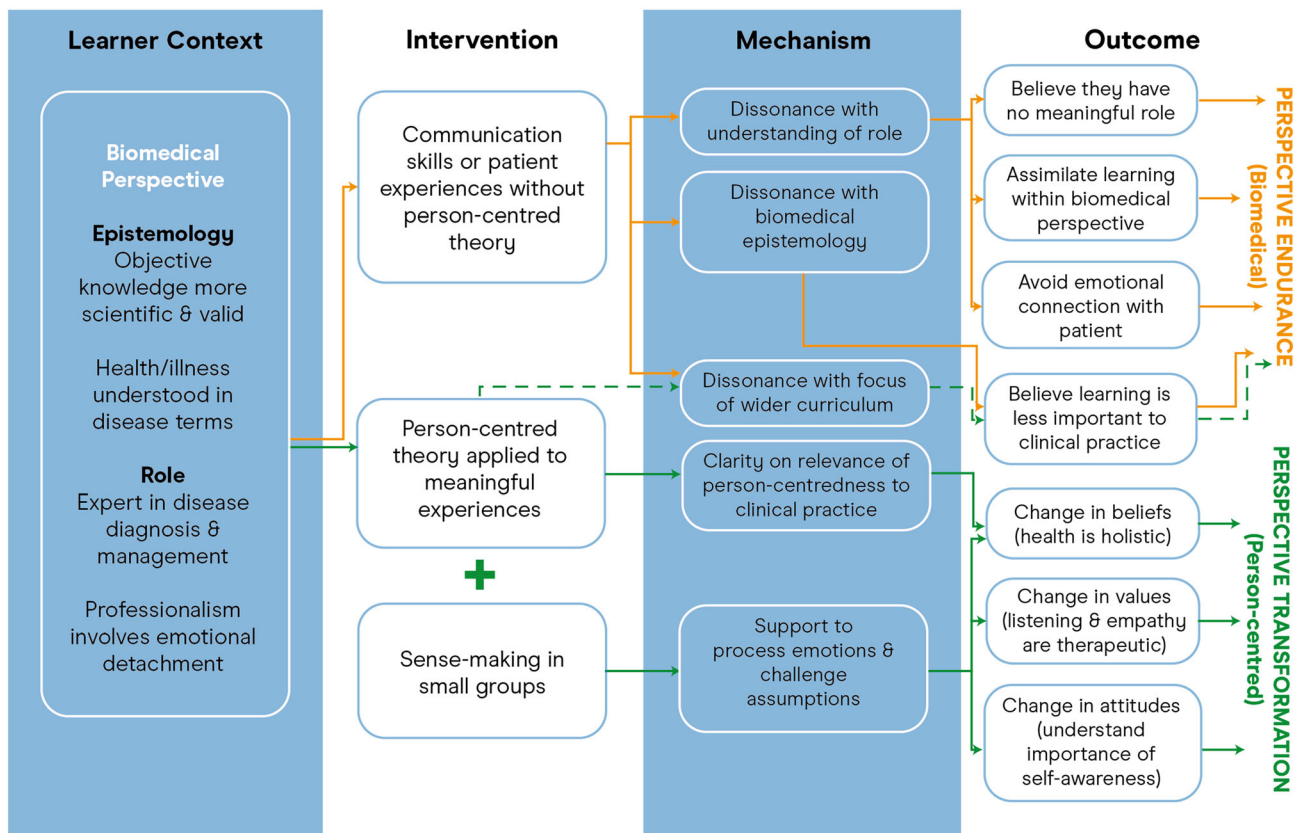 Learner Context
Biomedical
Perspective
Epistemology
Objective
knowledge more
scientific & valid
Health/illness
understood in
disease terms
Role
Expert in disease
diagnosis &
management
Professionalism
involves emotional
detachment
Intervention
Communication
skills or patient
experiences without
person-centred
theory
Person-centred
theory applied to
meaningful
experiences
+
Sense-making in
small groups
Mechanism
Dissonance with
understanding of role
Dissonance with
biomedical
epistemology
Dissonance with focus
of wider curriculum
Clarity on relevance of
person-centredness to
clinical practice
Support to
process emotions &
challenge
assumptions
Outcome
Believe they have
no meaningful role
Assimilate learning
within biomedical
perspective
Avoid emotional
connection with
patient
Believe learning is
less important to
clinical practice
Change in beliefs
(health is holistic)
Change in values
(listening & empathy
are therapeutic)
Change in attitudes
(understand
importance of
self-awareness)
PERSPECTIVE ENDURANCE
(Biomedical)
PERSPECTIVE TRANSFORMATION
(Person-centred)